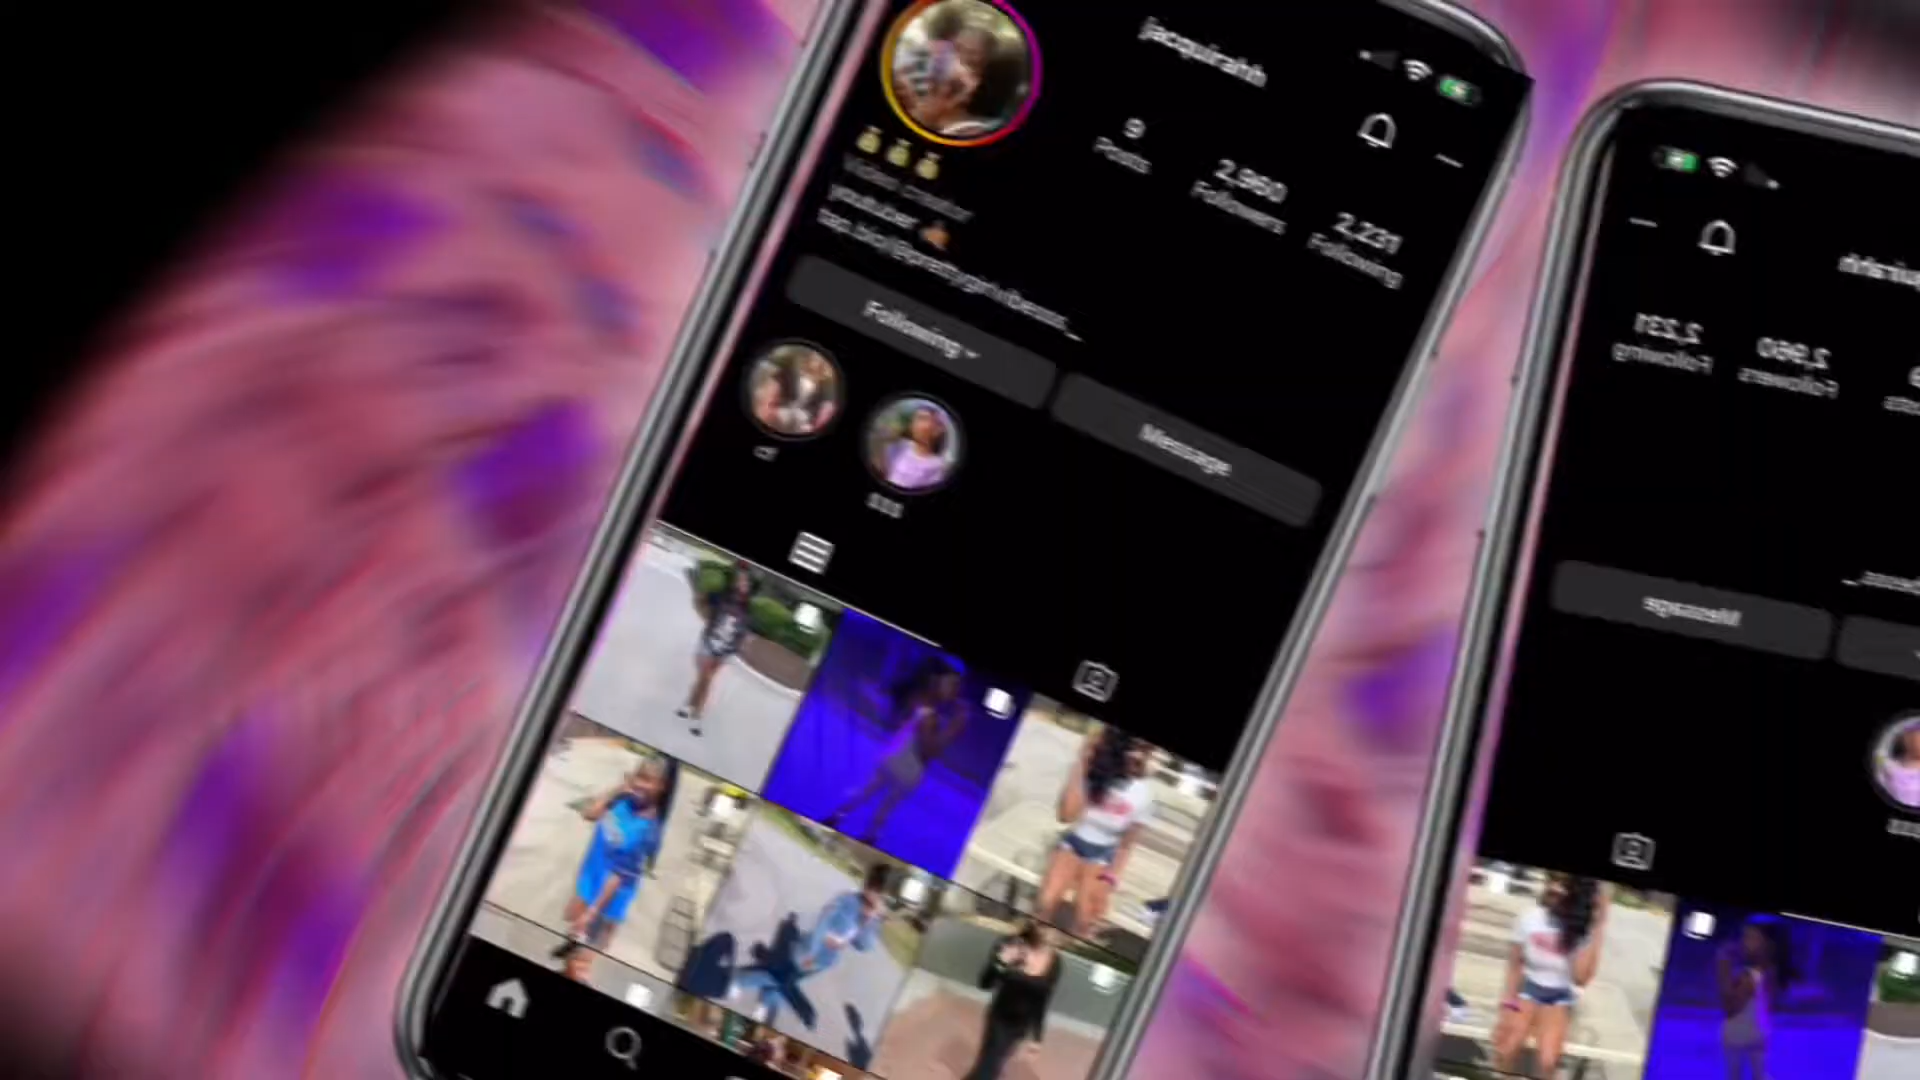 jacquirahh
9
Posts
2,960
Followers
2,231
Following
Video creator
youtuber
Following
Message
cr
2,231
Following
2,960
Followers
Message